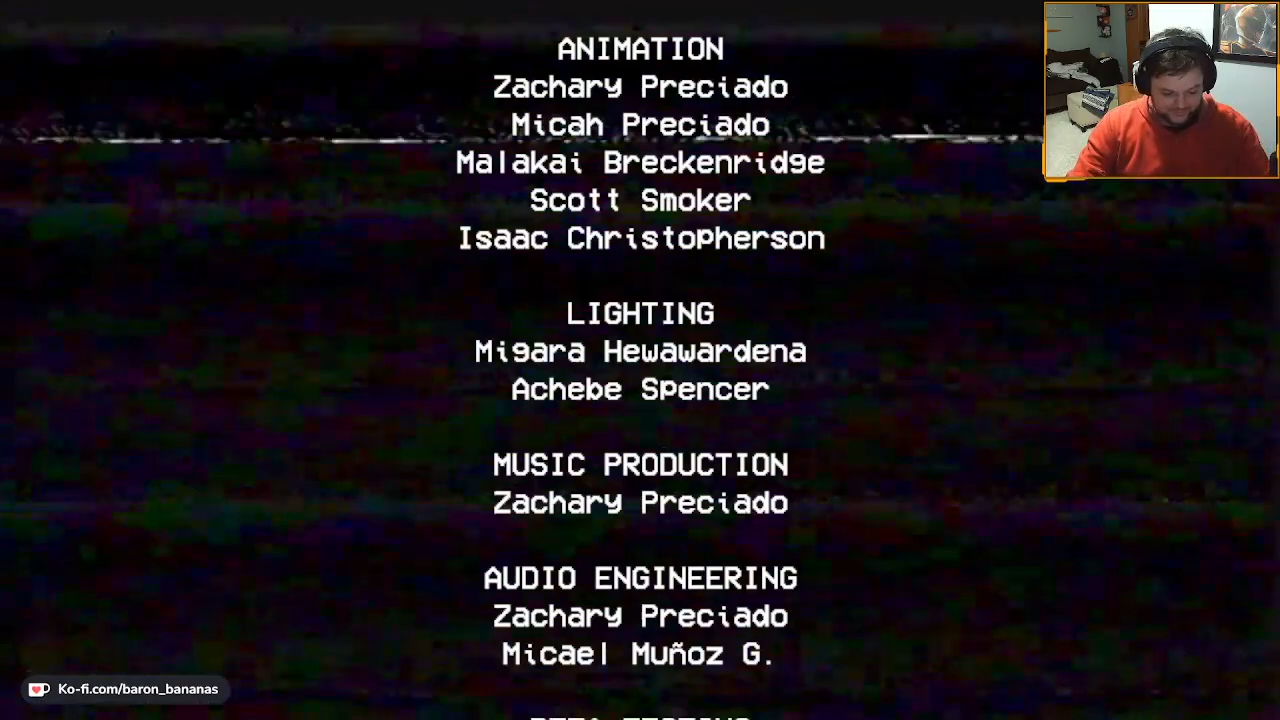 ANIMATION
Zachary Preciado
Micah Preciado
Malakai Breckenridge
Scott Smoker
Isaac Christopherson
LIGHTING
Migara Hewawardena
Achebe Spencer
MUSIC PRODUCTION
Zachary Preciado
AUDIO ENGINEERING
Zachary Preciado
Micael Muñoz G.
Ko-fi.com/baron_bananas